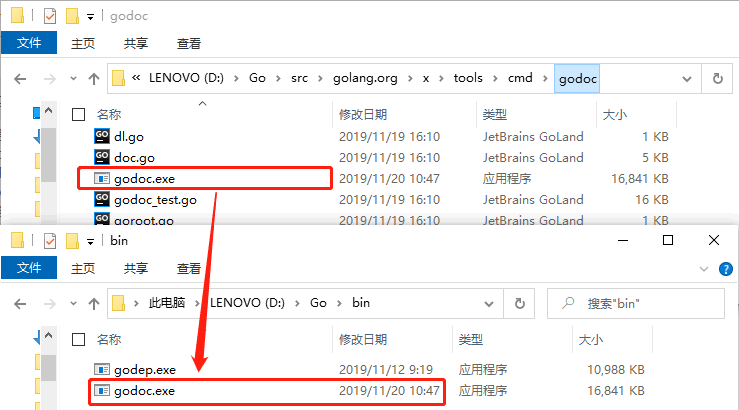 godoc
文件 主页 共享 查看
« LENOVO (D:) > Go > src > golang.org > x > tools > cmd > godoc
名称 修改日期 类型 大小
dl.go 2019/11/19 16:10 JetBrains GoLand 1 KB
doc.go 2019/11/19 16:10 JetBrains GoLand 5 KB
godoc.exe 2019/11/20 10:47 应用程序 16,841 KB
godoc_test.go 2019/11/19 16:10 JetBrains GoLand 16 KB
goroot.go 2019/11/19 16:10 JetBrains GoLand 1 KB
bin
文件 主页 共享 查看
此电脑 > LENOVO (D:) > Go > bin 搜索"bin"
名称 修改日期 类型 大小
godep.exe 2019/11/12 9:19 应用程序 10,988 KB
godoc.exe 2019/11/20 10:47 应用程序 16,841 KB